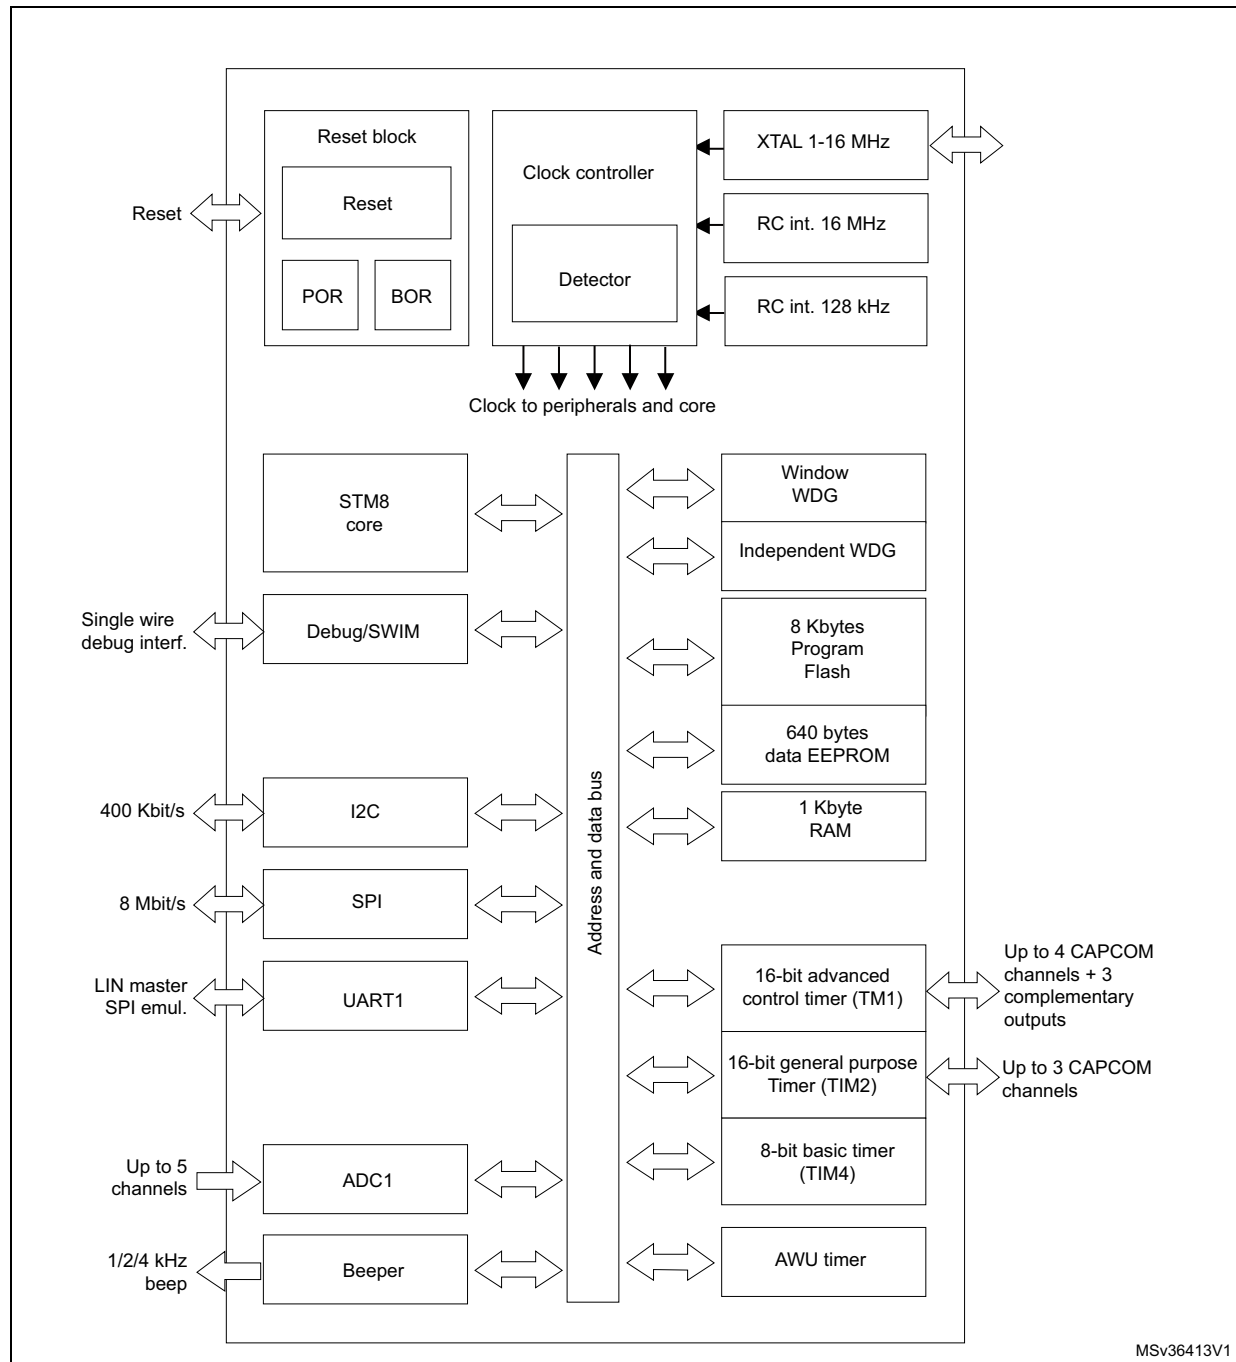 Reset block
Reset
POR
BOR
Reset
Clock controller
Detector
XTAL 1-16 MHz
RC int. 16 MHz
RC int. 128 kHz
Clock to peripherals and core
STM8
core
Single wire
debug interf.
Debug/SWIM
400 Kbit/s
I2C
8 Mbit/s
SPI
LIN master
SPI emul.
UART1
Up to 5
channels
ADC1
1/2/4 kHz
beep
Beeper
Address and data bus
Window
WDG
Independent WDG
8 Kbytes
Program
Flash
640 bytes
data EEPROM
1 Kbyte
RAM
16-bit advanced
control timer (TM1)
Up to 4 CAPCOM
channels + 3
complementary
outputs
16-bit general purpose
Timer (TIM2)
Up to 3 CAPCOM
channels
8-bit basic timer
(TIM4)
AWU timer
MSv36413V1